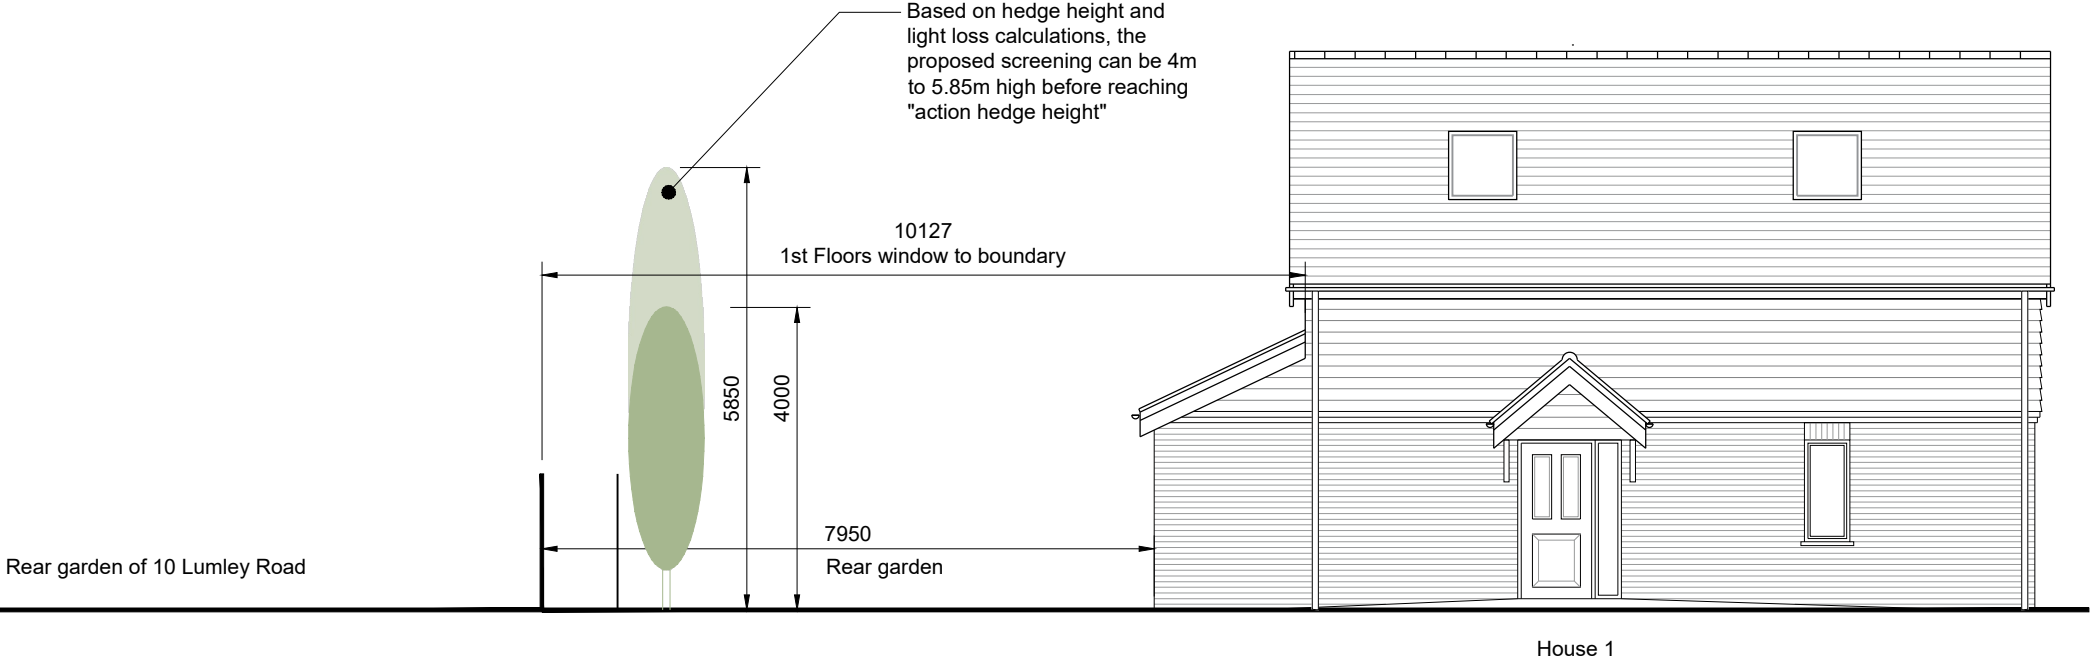 Based on hedge height and
light loss calculations, the
proposed screening can be 4m
to 5.85m high before reaching
"action hedge height"
10127
1st Floors window to boundary
5850
4000
7950
Rear garden of 10 Lumley Road
Rear garden
House 1